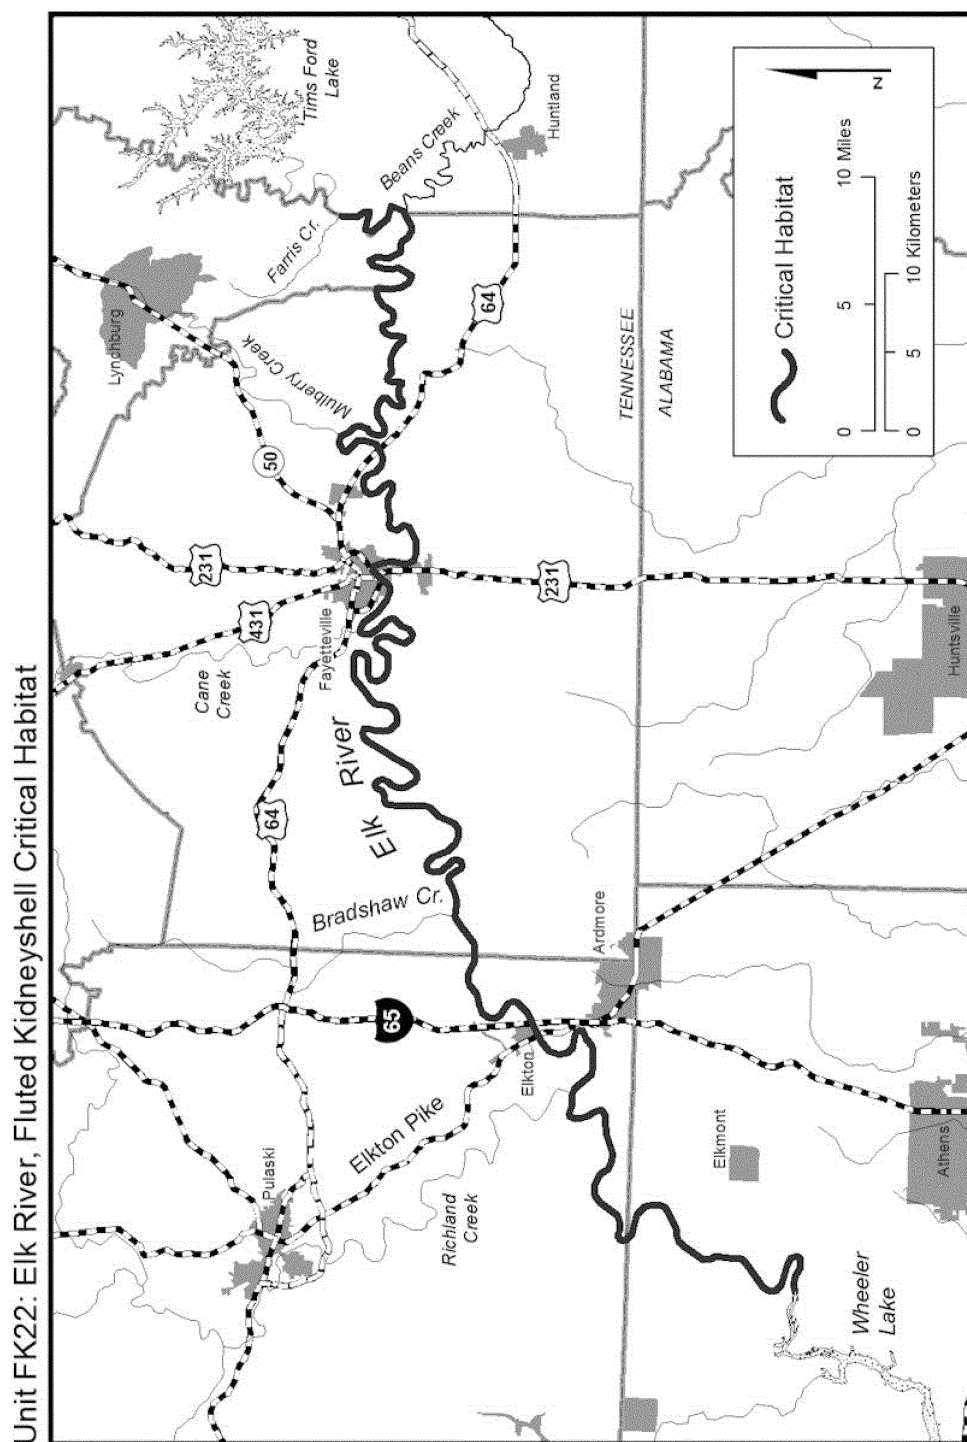 Unit FK22: Elk River, Fluted Kidneyshell Critical Habitat
Pulaski
64
Elkton Pike
Richland
Creek
65
Elkton
Bradshaw Cr.
Ardmore
Elkmont
Athens
Wheeler
Lake
Cane
Creek
431
231
Fayetteville
Elk River
50
Lynchburg
Mulberry Creek
Farris Cr.
Tims Ford
Lake
Beans Creek
Huntland
64
231
TENNESSEE
ALABAMA
Huntsville
Critical Habitat
0 5 10 Miles
0 5 10 Kilometers
N